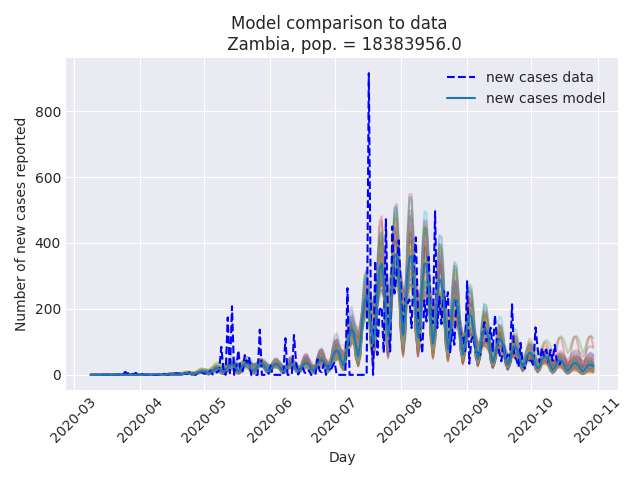 Model comparison to data
Zambia, pop. = 18383956.0
new cases data
new cases model
Number of new cases reported
800
600
400
200
0
2020-03
2020-04
2020-05
2020-06
2020-07
2020-08
2020-09
2020-10
2020-11
Day